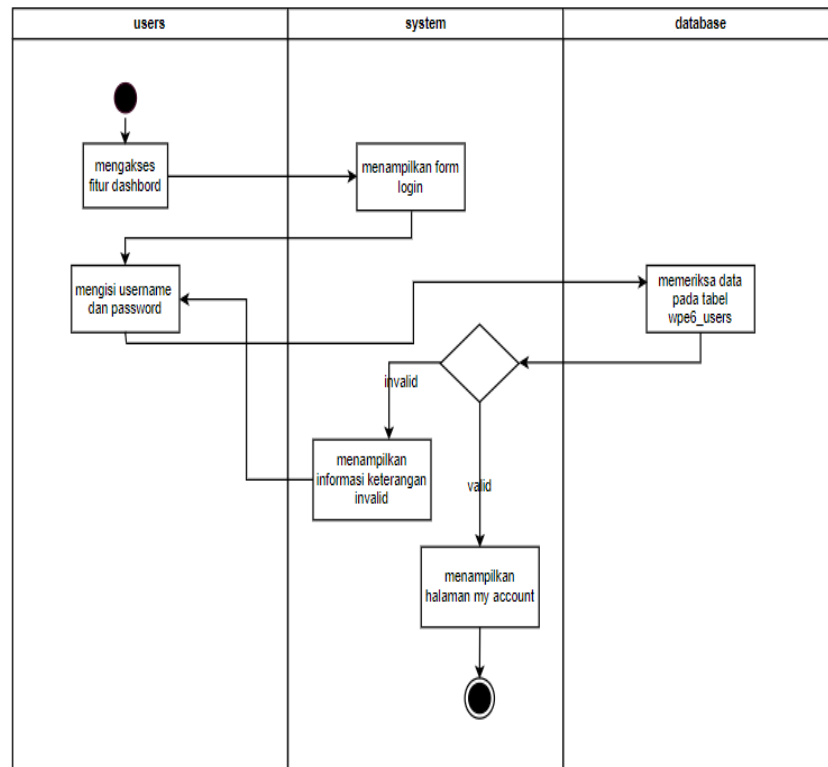 users
system
database
mengakses
fitur dashbord
menampilkan form
login
mengisi username
dan password
memeriksa data
pada tabel
wpe6_users
invalid
menampilkan
informasi keterangan
invalid
valid
menampilkan
halaman my account